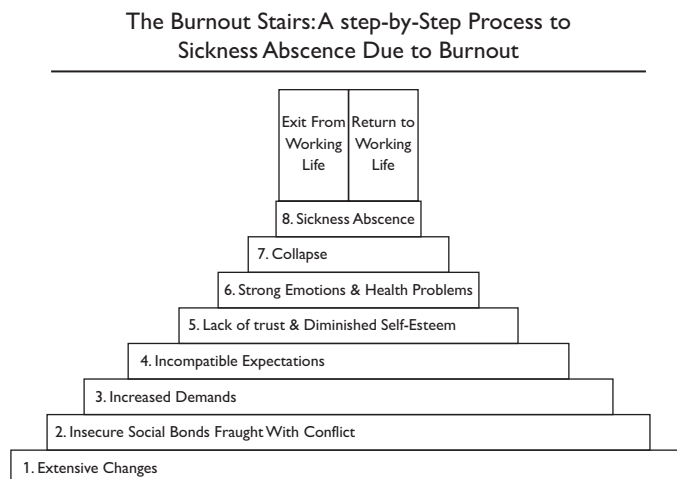 The Burnout Stairs: A step-by-Step Process to
Sickness Abscence Due to Burnout
Exit From
Working
Life
Return to
Working
Life
8. Sickness Abscence
7. Collapse
6. Strong Emotions & Health Problems
5. Lack of trust & Diminished Self-Esteem
4. Incompatible Expectations
3. Increased Demands
2. Insecure Social Bonds Fraught With Conflict
1. Extensive Changes